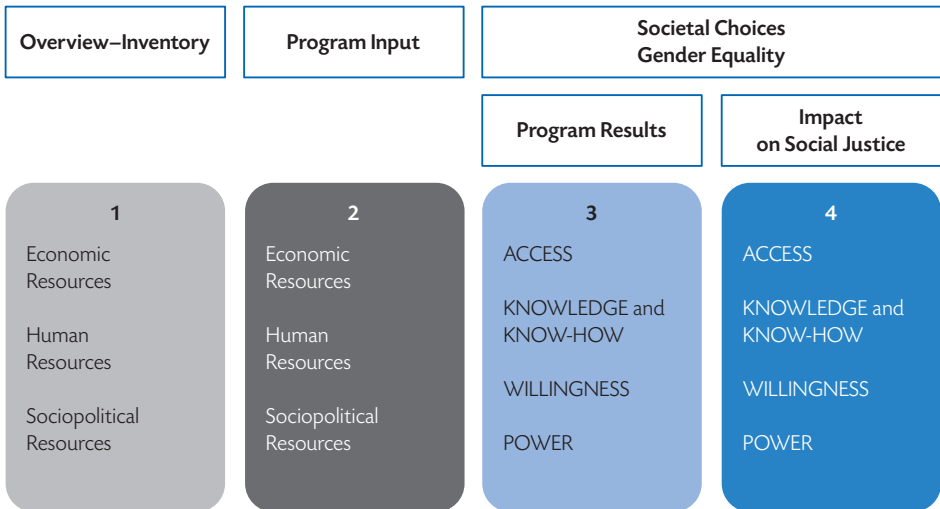 Overview–Inventory
Program Input
Societal Choices
Gender Equality
Program Results
Impact
on Social Justice
1
Economic
Resources
Human
Resources
Sociopolitical
Resources
2
Economic
Resources
Human
Resources
Sociopolitical
Resources
3
ACCESS
KNOWLEDGE and
KNOW-HOW
WILLINGNESS
POWER
4
ACCESS
KNOWLEDGE and
KNOW-HOW
WILLINGNESS
POWER